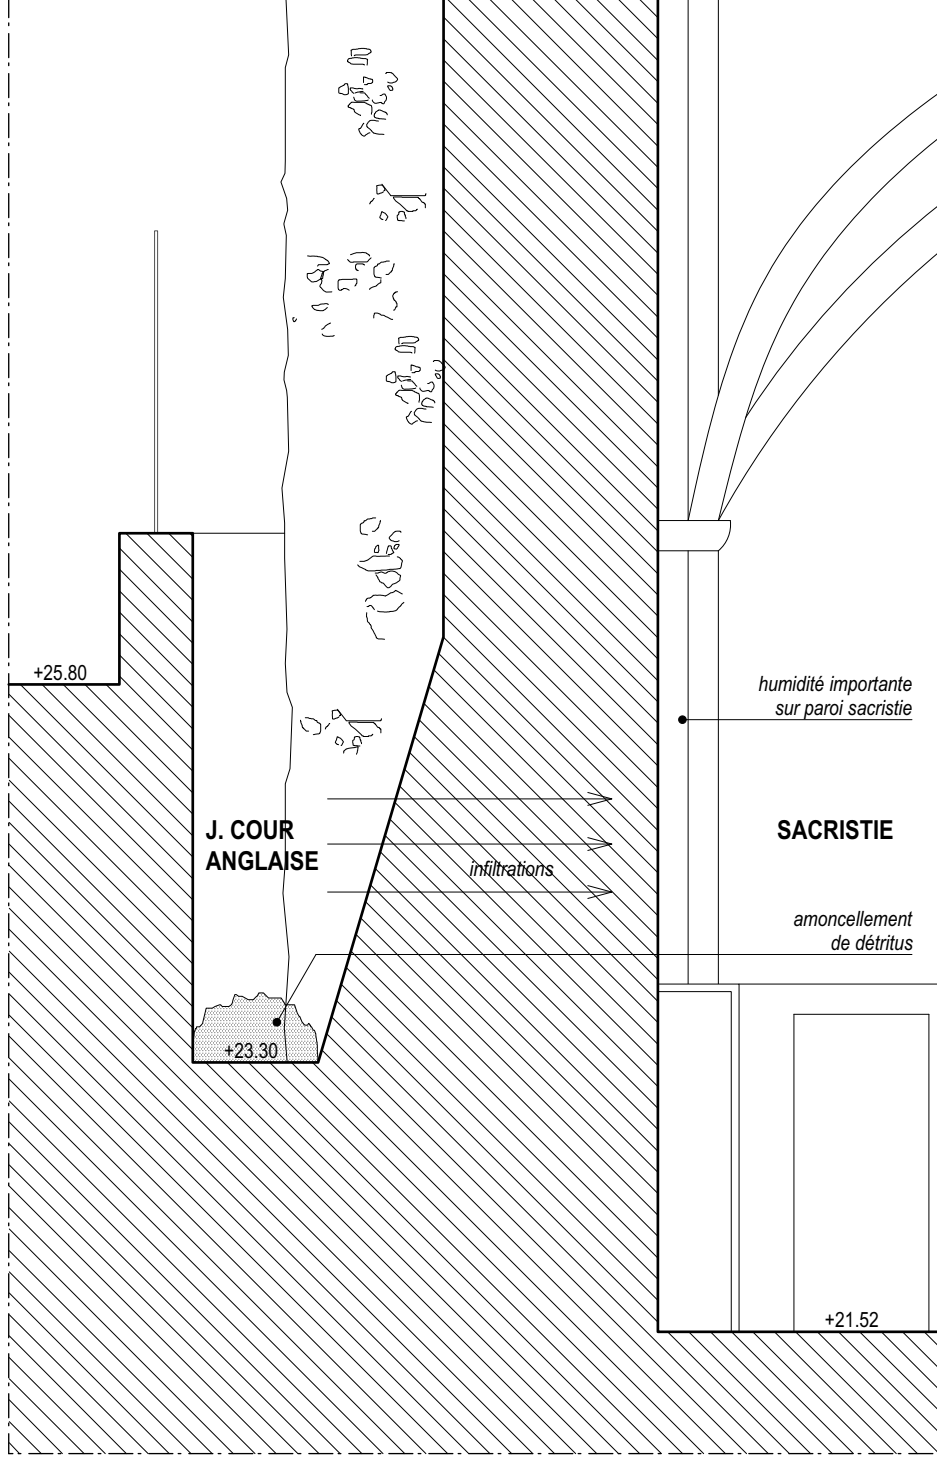 +25.80
humidité importante
sur paroi sacristie
J. COUR
ANGLAISE
SACRISTIE
infiltrations
amoncellement
de détritus
+23.30
+21.52